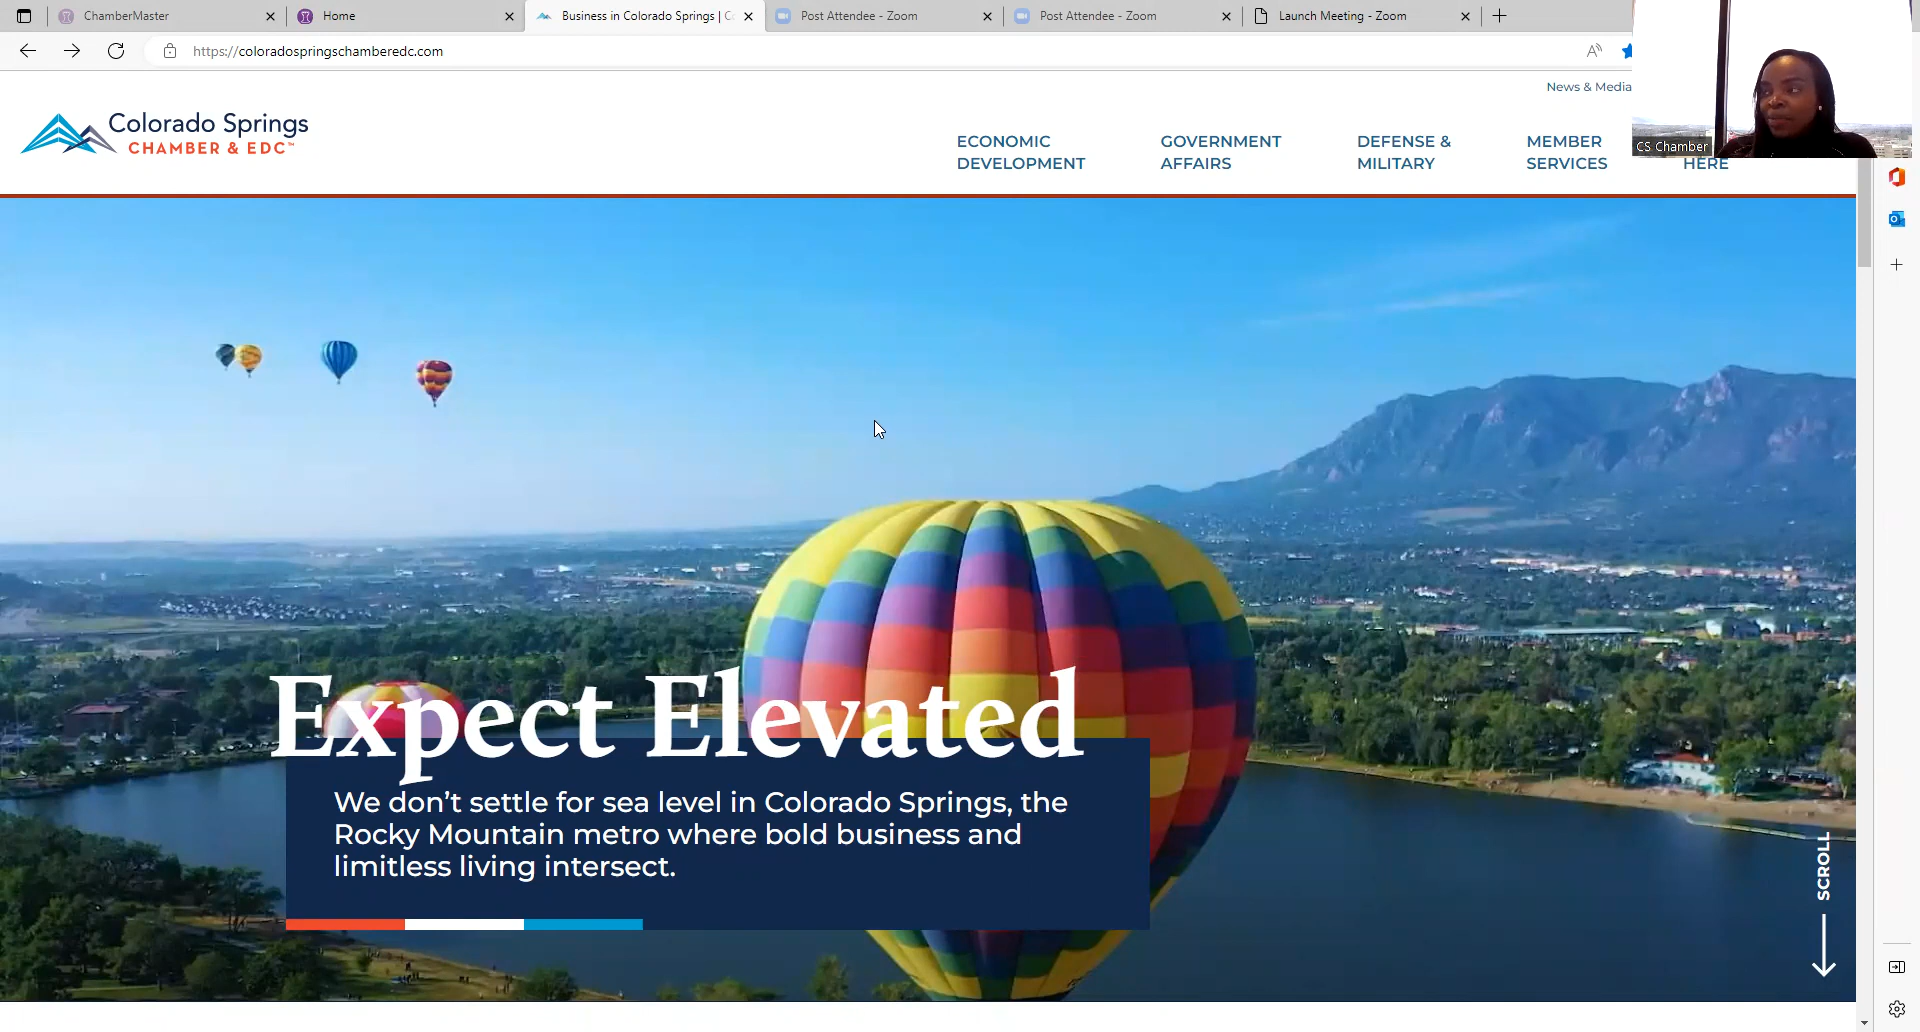 ChamberMaster
Home
Business in Colorado Springs |
Post Attendee - Zoom
Post Attendee - Zoom
Launch Meeting - Zoom
https://coloradospringschamberedc.com
News & Media
Colorado Springs
CHAMBER & EDC™
ECONOMIC
DEVELOPMENT
GOVERNMENT
AFFAIRS
DEFENSE &
MILITARY
MEMBER
SERVICES
HERE
CS Chamber
Expect Elevated
We don't settle for sea level in Colorado Springs, the
Rocky Mountain metro where bold business and
limitless living intersect.
SCROLL